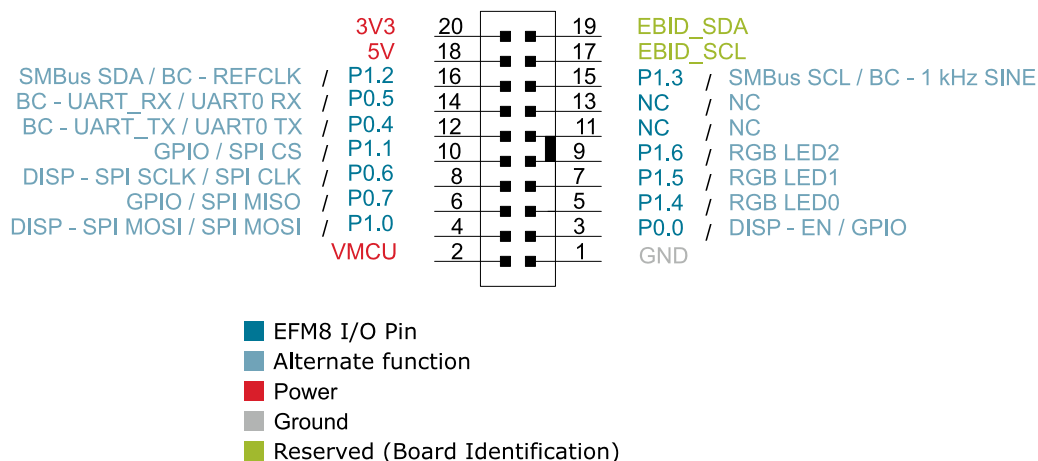 3V3 20 19 EBID_SDA
5V 18 17 EBID_SCL
SMBus SDA / BC - REFCLK / P1.2 16 15 P1.3 / SMBus SCL / BC - 1 kHz SINE
BC - UART_RX / UART0 RX / P0.5 14 13 NC / NC
BC - UART_TX / UART0 TX / P0.4 12 11 NC / NC
GPIO / SPI CS / P1.1 10 9 P1.6 / RGB LED2
DISP - SPI SCLK / SPI CLK / P0.6 8 7 P1.5 / RGB LED1
GPIO / SPI MISO / P0.7 6 5 P1.4 / RGB LED0
DISP - SPI MOSI / SPI MOSI / P1.0 4 3 P0.0 / DISP - EN / GPIO
VMCU 2 1 GND
EFM8 I/O Pin
Alternate function
Power
Ground
Reserved (Board Identification)